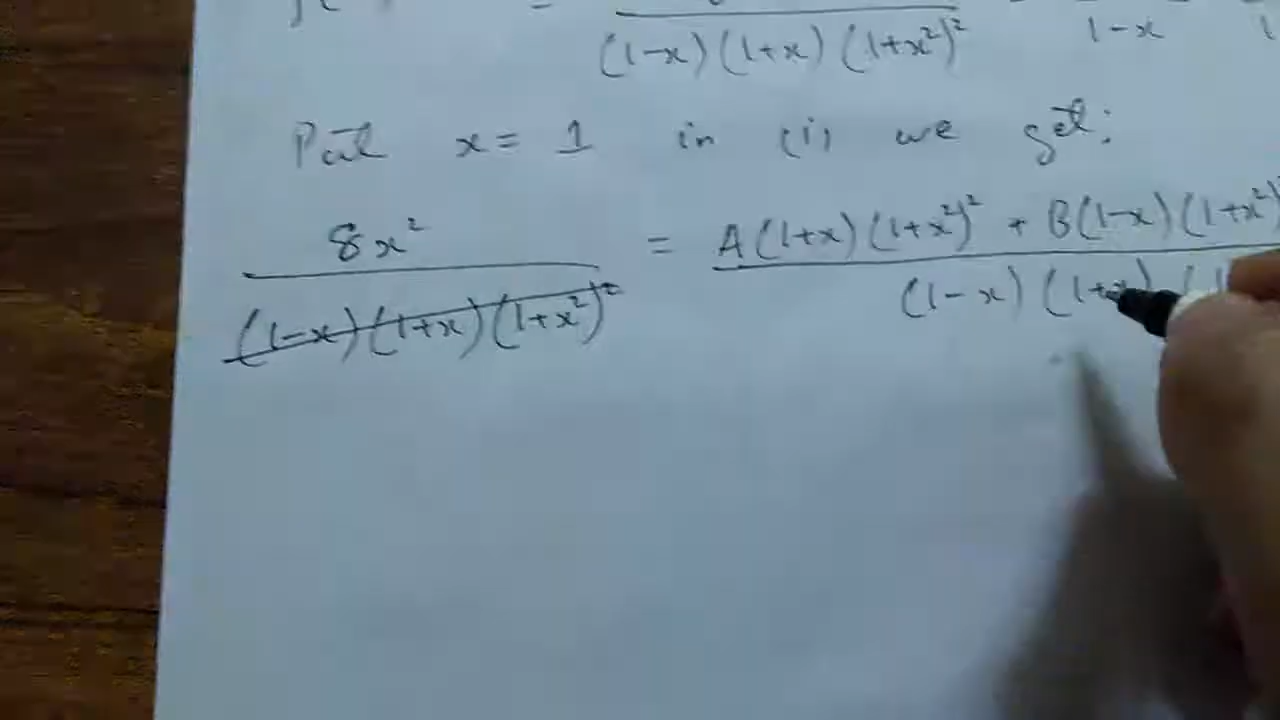 =
(1-x)(1+x)(1+x²)² 1-x
Put x = 1 in (i) we get:
8x² = A(1+x)(1+x²)² + B(1-x)(1+x²)
(1-x)(1+x)(1+x²)² (1-x)(1+x)(